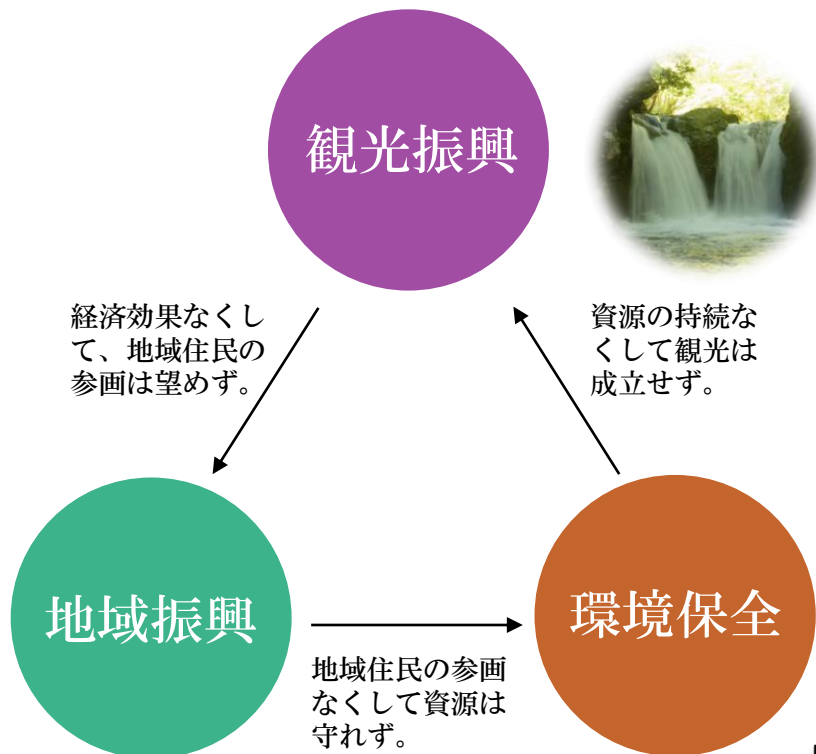 観光振興
経済効果なくし
て、地域住民の
参画は望めず。
資源の持続な
くして観光は
成立せず。
地域振興
環境保全
地域住民の参画
なくして資源は
守れず。